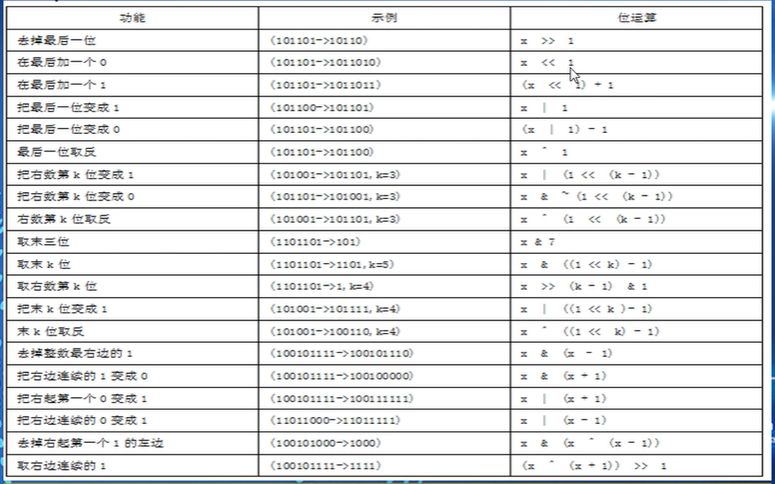 功能 示例 位运算
去掉最后一位 (101101->10110) x >> 1
在最后加一个 0 (101101->1011010) x << 1
在最后加一个 1 (101101->1011011) (x << 1) + 1
把最后一位变成 1 (101100->101101) x | 1
把最后一位变成 0 (101101->101100) (x | 1) - 1
最后一位取反 (101101->101100) x ^ 1
把右数第 k 位变成 1 (101001->101101,k=3) x | (1 << (k - 1))
把右数第 k 位变成 0 (101101->101001,k=3) x & ~ (1 << (k - 1))
右数第 k 位取反 (101001->101101,k=3) x ^ (1 << (k - 1))
取末三位 (1101101->101) x & 7
取末 k 位 (1101101->1101,k=5) x & ((1 << k) - 1)
取右数第 k 位 (1101101->1,k=4) x >> (k - 1) & 1
把末 k 位变成 1 (101001->101111,k=4) x | ((1 << k )- 1)
末 k 位取反 (101001->100110,k=4) x ^ ((1 << k) - 1)
去掉整数最右边的 1 (100101111->100101110) x & (x - 1)
把右边连续的 1 变成 0 (100101111->100100000) x & (x + 1)
把右起第一个 0 变成 1 (100101111->100111111) x | (x + 1)
把右边连续的 0 变成 1 (11011000->11011111) x | (x - 1)
去掉右起第一个 1 的左边 (100101000->1000) x & (x ^ (x - 1))
取右边连续的 1 (100101111->1111) (x ^ (x + 1)) >> 1